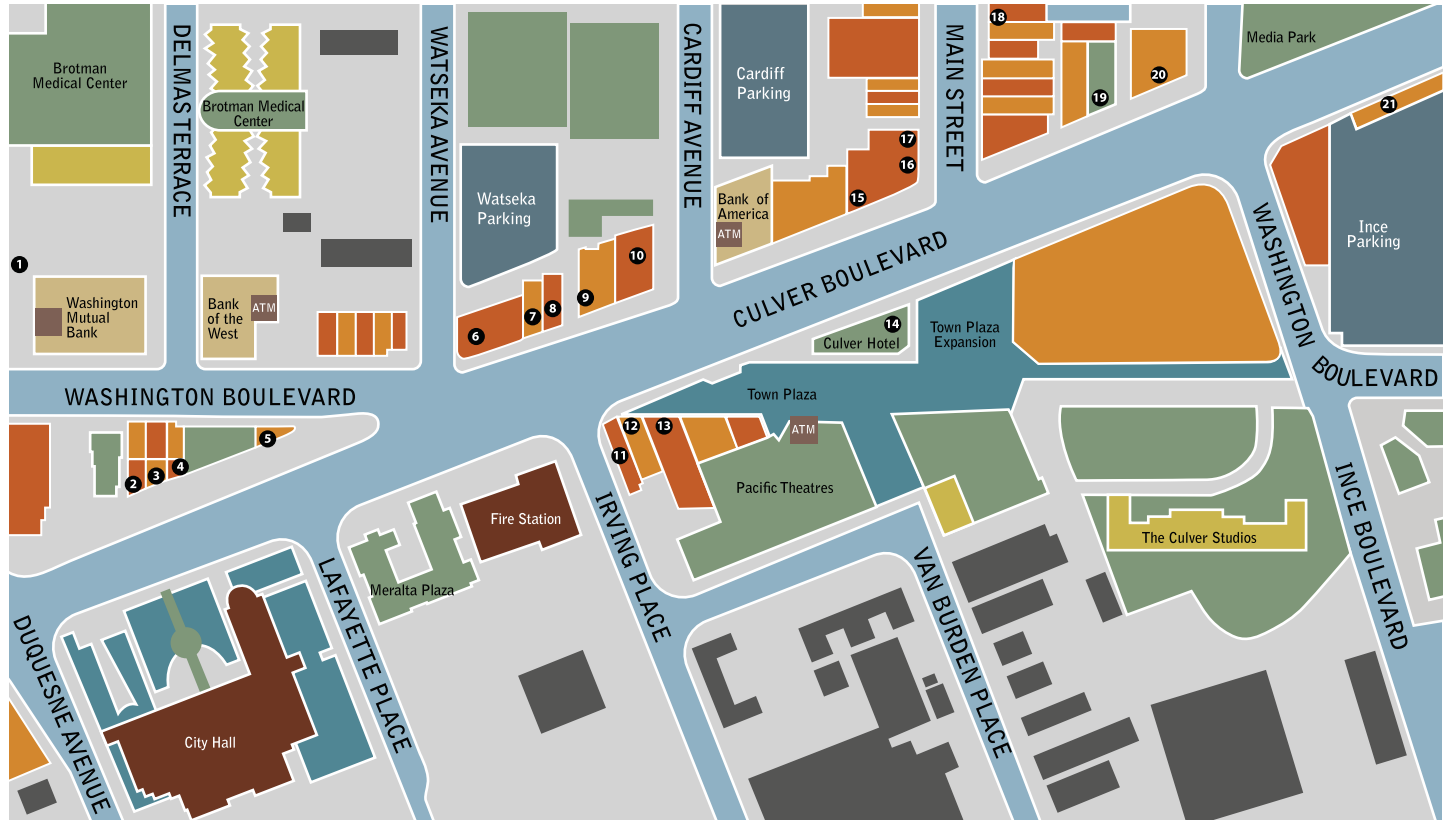 Brotman
Medical Center
DELMAS TERRACE
Brotman Medical
Center
WATSEKA AVENUE
CARDIFF AVENUE
Cardiff
Parking
MAIN STREET
18
19
20
Media Park
21
17
16
15
Watseka
Parking
Bank of
America
ATM
WASHINGTON BOULEVARD
Ince
Parking
1
Washington
Mutual
Bank
Bank
of the
West
ATM
6
7
8
9
10
CULVER BOULEVARD
14
Culver Hotel
Town Plaza
Expansion
WASHINGTON BOULEVARD
Town Plaza
ATM
2
3
4
5
11
12
13
Pacific Theatres
Fire Station
Meralta Plaza
The Culver Studios
IRVING PLACE
LAFAYETTE PLACE
VAN BURDEN PLACE
INCE BOULEVARD
DUQUESNE AVENUE
City Hall